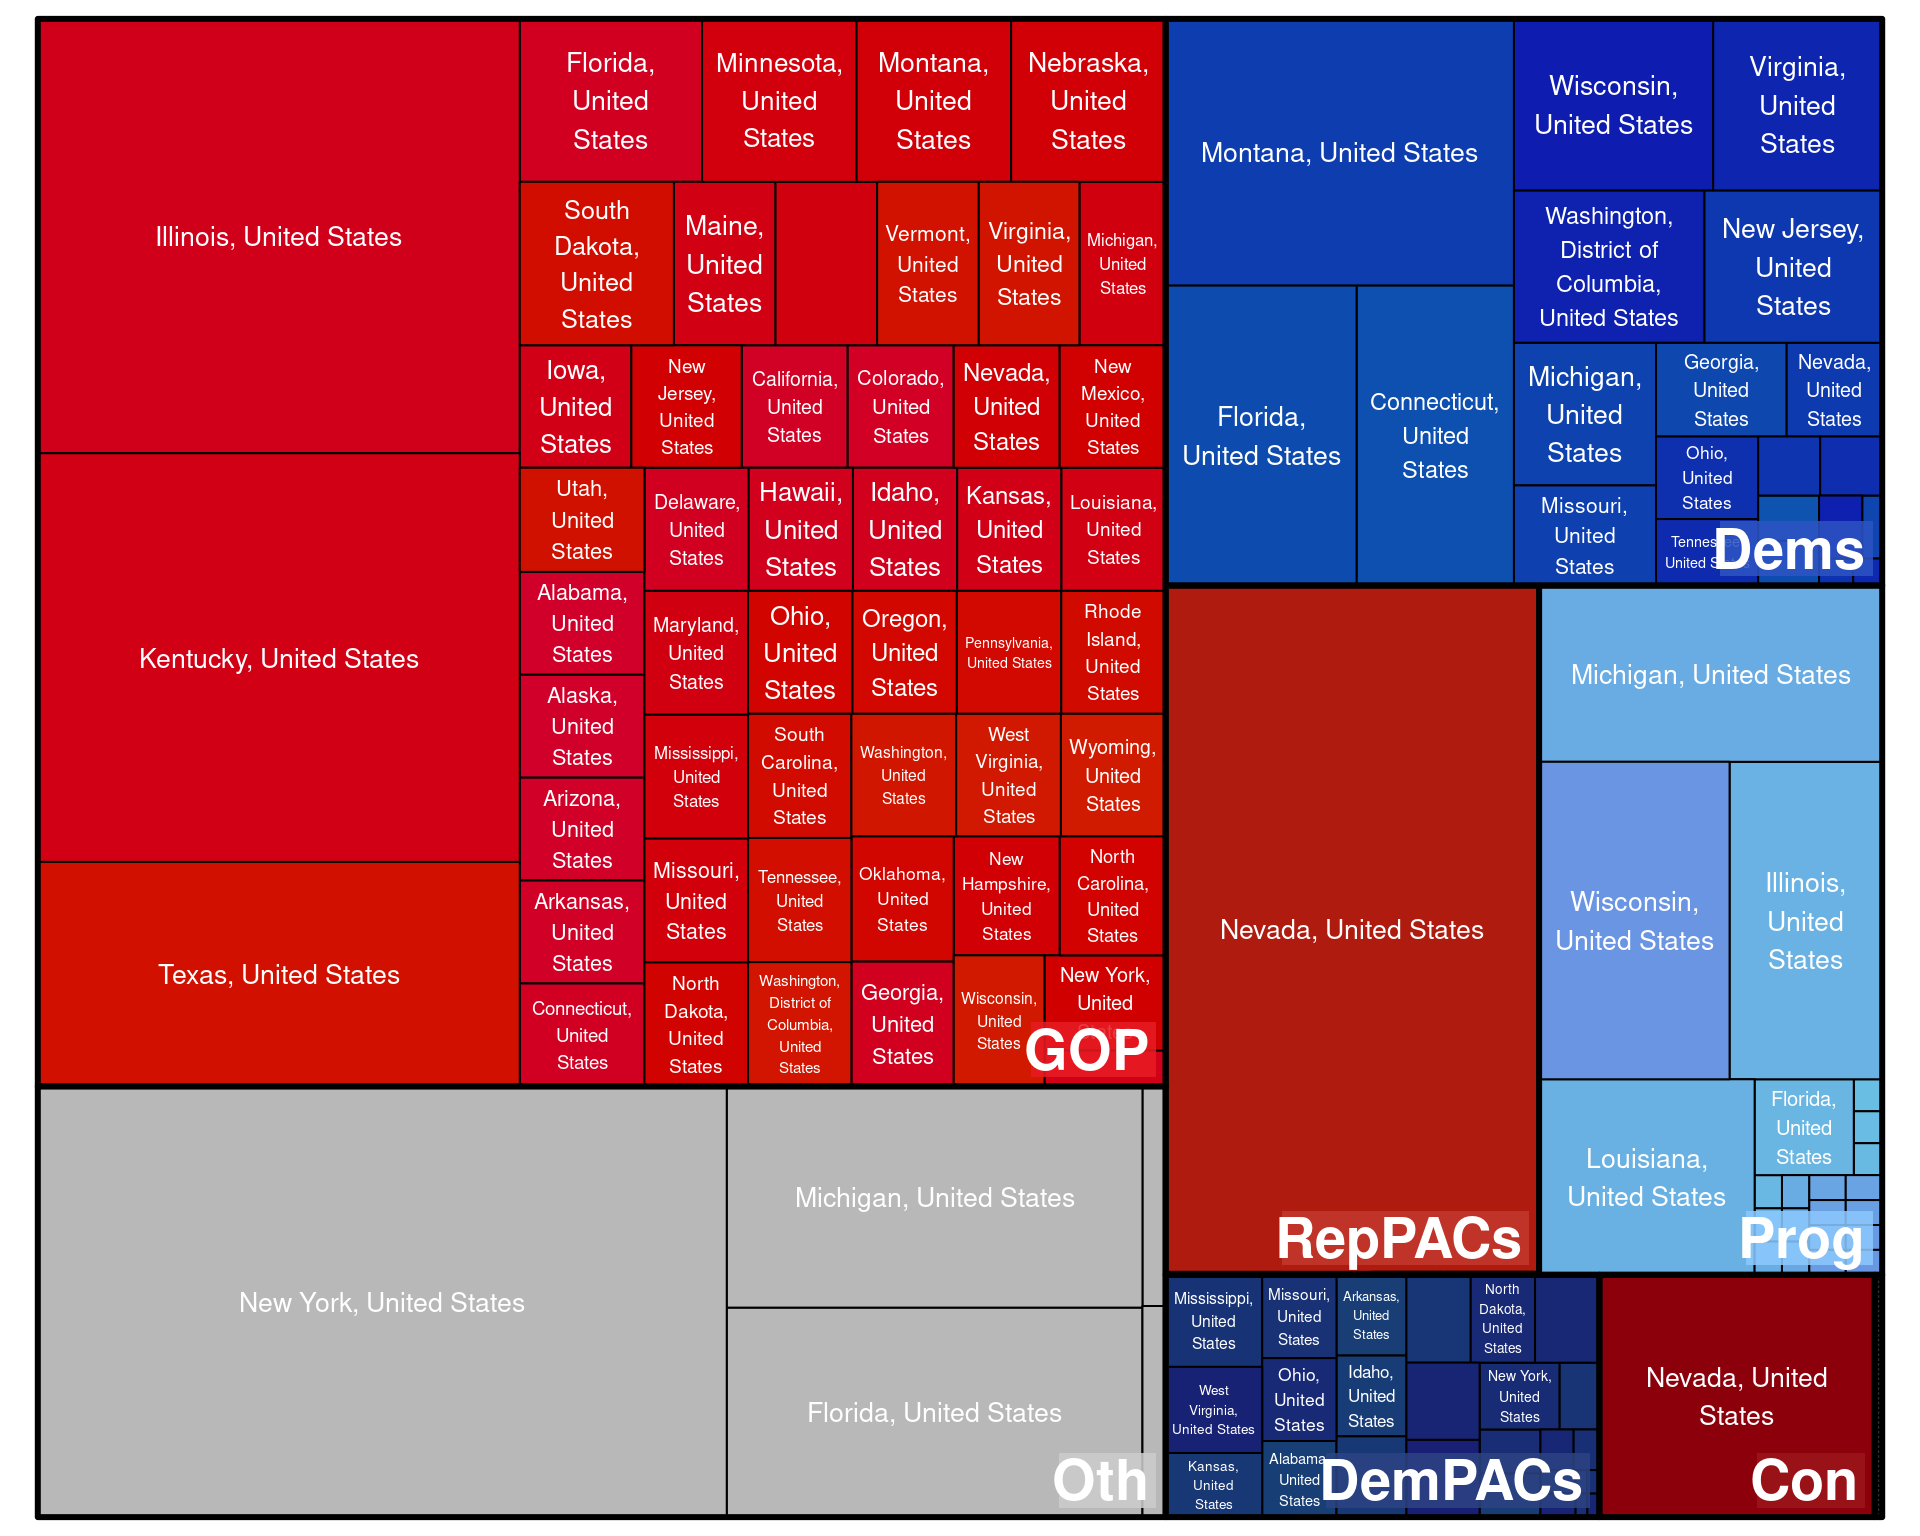 Illinois, United States
Kentucky, United States
Texas, United States
Florida,
United
States
Minnesota,
United
States
Montana,
United
States
Nebraska,
United
States
South
Dakota,
United
States
Maine,
United
States
Vermont,
United
States
Virginia,
United
States
Michigan,
United
States
Iowa,
United
States
New
Jersey,
United
States
California,
United
States
Colorado,
United
States
Nevada,
United
States
New
Mexico,
United
States
Utah,
United
States
Alabama,
United
States
Alaska,
United
States
Arizona,
United
States
Arkansas,
United
States
Connecticut,
United
States
Delaware,
United
States
Hawaii,
United
States
Idaho,
United
States
Kansas,
United
States
Louisiana,
United
States
Maryland,
United
States
Ohio,
United
States
Oregon,
United
States
Pennsylvania,
United States
Rhode
Island,
United
States
Mississippi,
United
States
South
Carolina,
United
States
Washington,
United
States
West
Virginia,
United
States
Wyoming,
United
States
Missouri,
United
States
Tennessee,
United
States
Oklahoma,
United
States
New
Hampshire,
United
States
North
Carolina,
United
States
North
Dakota,
United
States
Washington,
District of
Columbia,
United
States
Georgia,
United
States
Wisconsin,
United
States
New York,
United
States
GOP
New York, United States
Michigan, United States
Florida, United States
Oth
Montana, United States
Florida,
United States
Connecticut,
United
States
Wisconsin,
United States
Virginia,
United
States
Washington,
District of
Columbia,
United States
New Jersey,
United
States
Michigan,
United
States
Missouri,
United
States
Georgia,
United
States
Nevada,
United
States
Ohio,
United
States
Tennessee,
United
Dems
Nevada, United States
RepPACs
Michigan, United States
Wisconsin,
United States
Illinois,
United
States
Louisiana,
United States
Florida,
United
States
Prog
Mississippi,
United
States
West
Virginia,
United States
Kansas,
United
States
Missouri,
United
States
Ohio,
United
States
Alabama,
United
States
Arkansas,
United
States
Idaho,
United
States
North
Dakota,
United
States
New York,
United
States
DemPACs
Nevada, United
States
Con